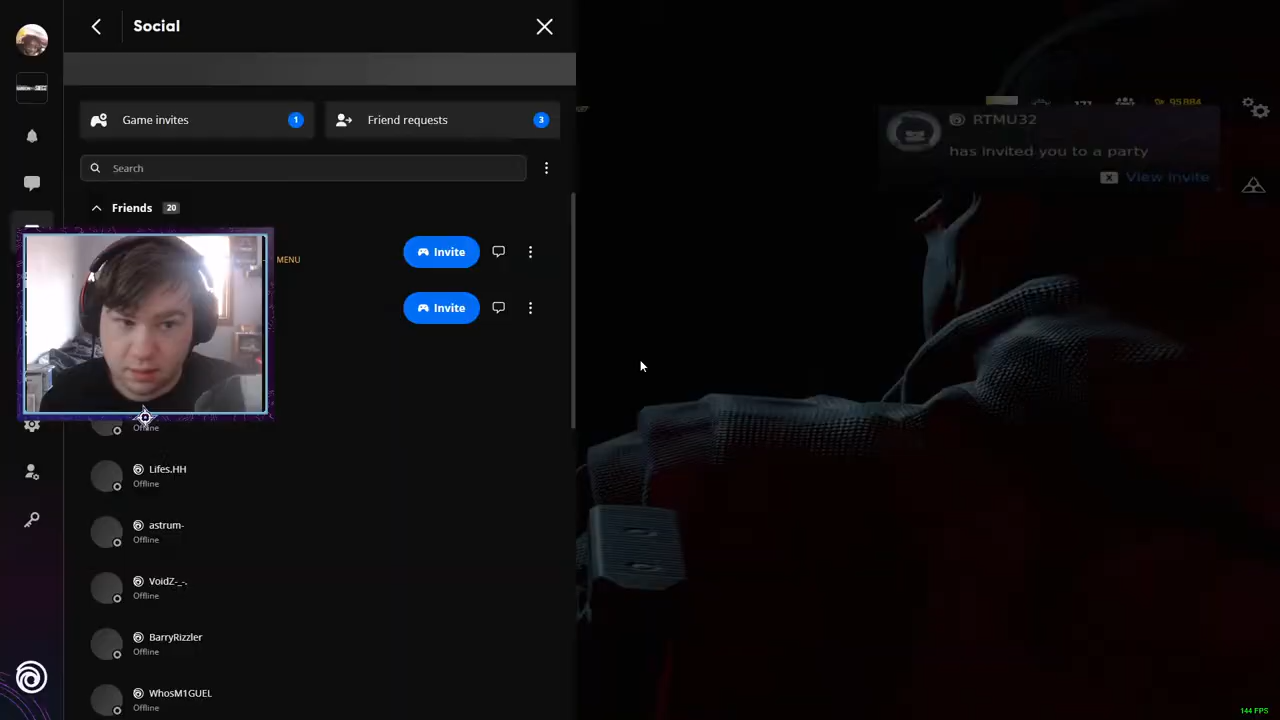 Social
Game invites 1
Friend requests 3
Search
Friends 20
MENU
Invite
Invite
Offline
Lifes.HH
Offline
astrum-
Offline
VoidZ-_-.
Offline
BarryRizzler
Offline
WhosM1GUEL
RTMU32
has invited you to a party
X View Invite
144 FPS